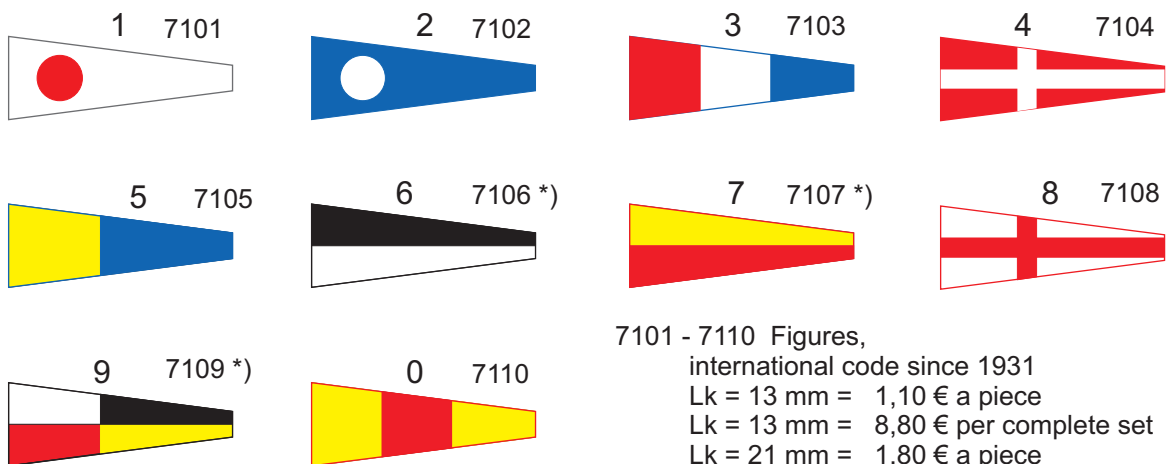 1 7101
2 7102
3 7103
4 7104
5 7105
6 7106 *)
7 7107 *)
8 7108
9 7109 *)
0 7110
7101 - 7110 Figures,
international code since 1931
Lk = 13 mm = 1,10 € a piece
Lk = 13 mm = 8,80 € per complete set
Lk = 21 mm = 1,80 € a piece